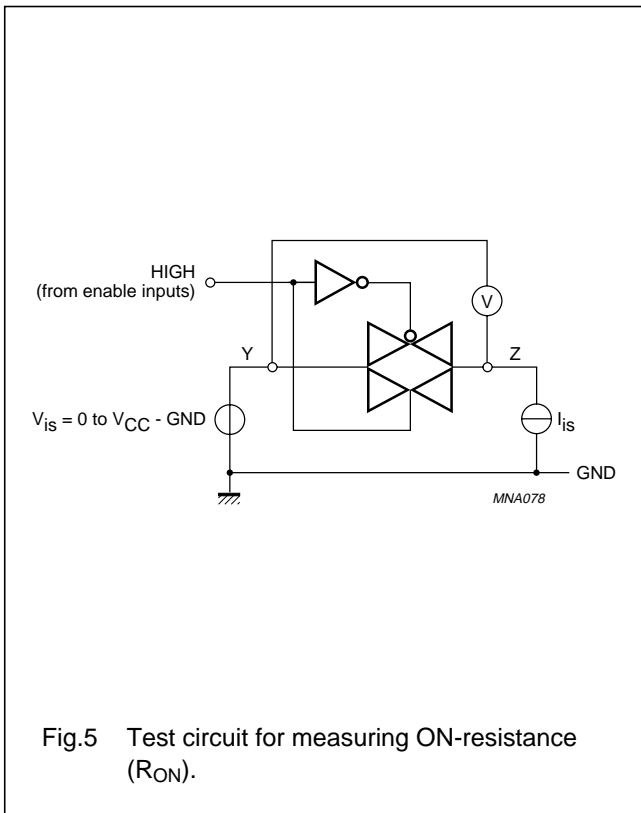 HIGH
(from enable inputs)
V
Y
Z
V_is = 0 to V_CC - GND
I_is
GND
MNA078
Fig.5 Test circuit for measuring ON-resistance
(R_ON).